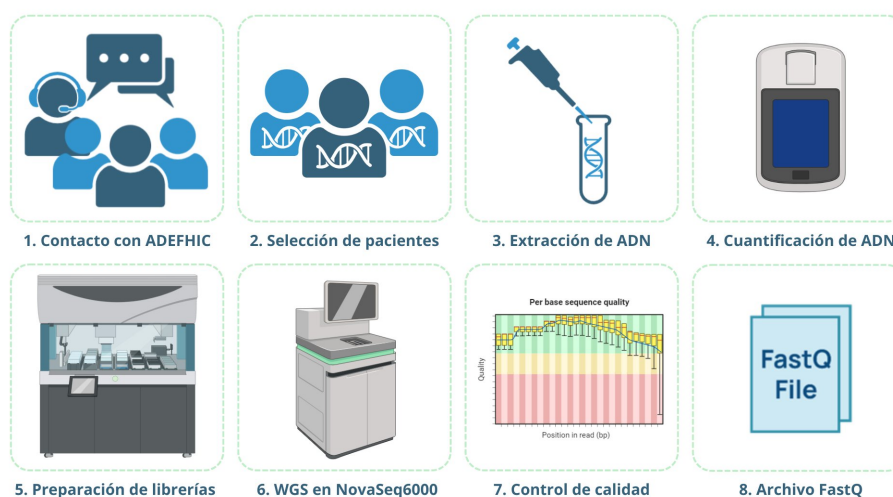 1. Contacto con ADEFHIC
2. Selección de pacientes
3. Extracción de ADN
4. Cuantificación de ADN
Per base sequence quality
Quality
Position in read (bp)
FastQ
File
5. Preparación de librerías
6. WGS en NovaSeq6000
7. Control de calidad
8. Archivo FastQ